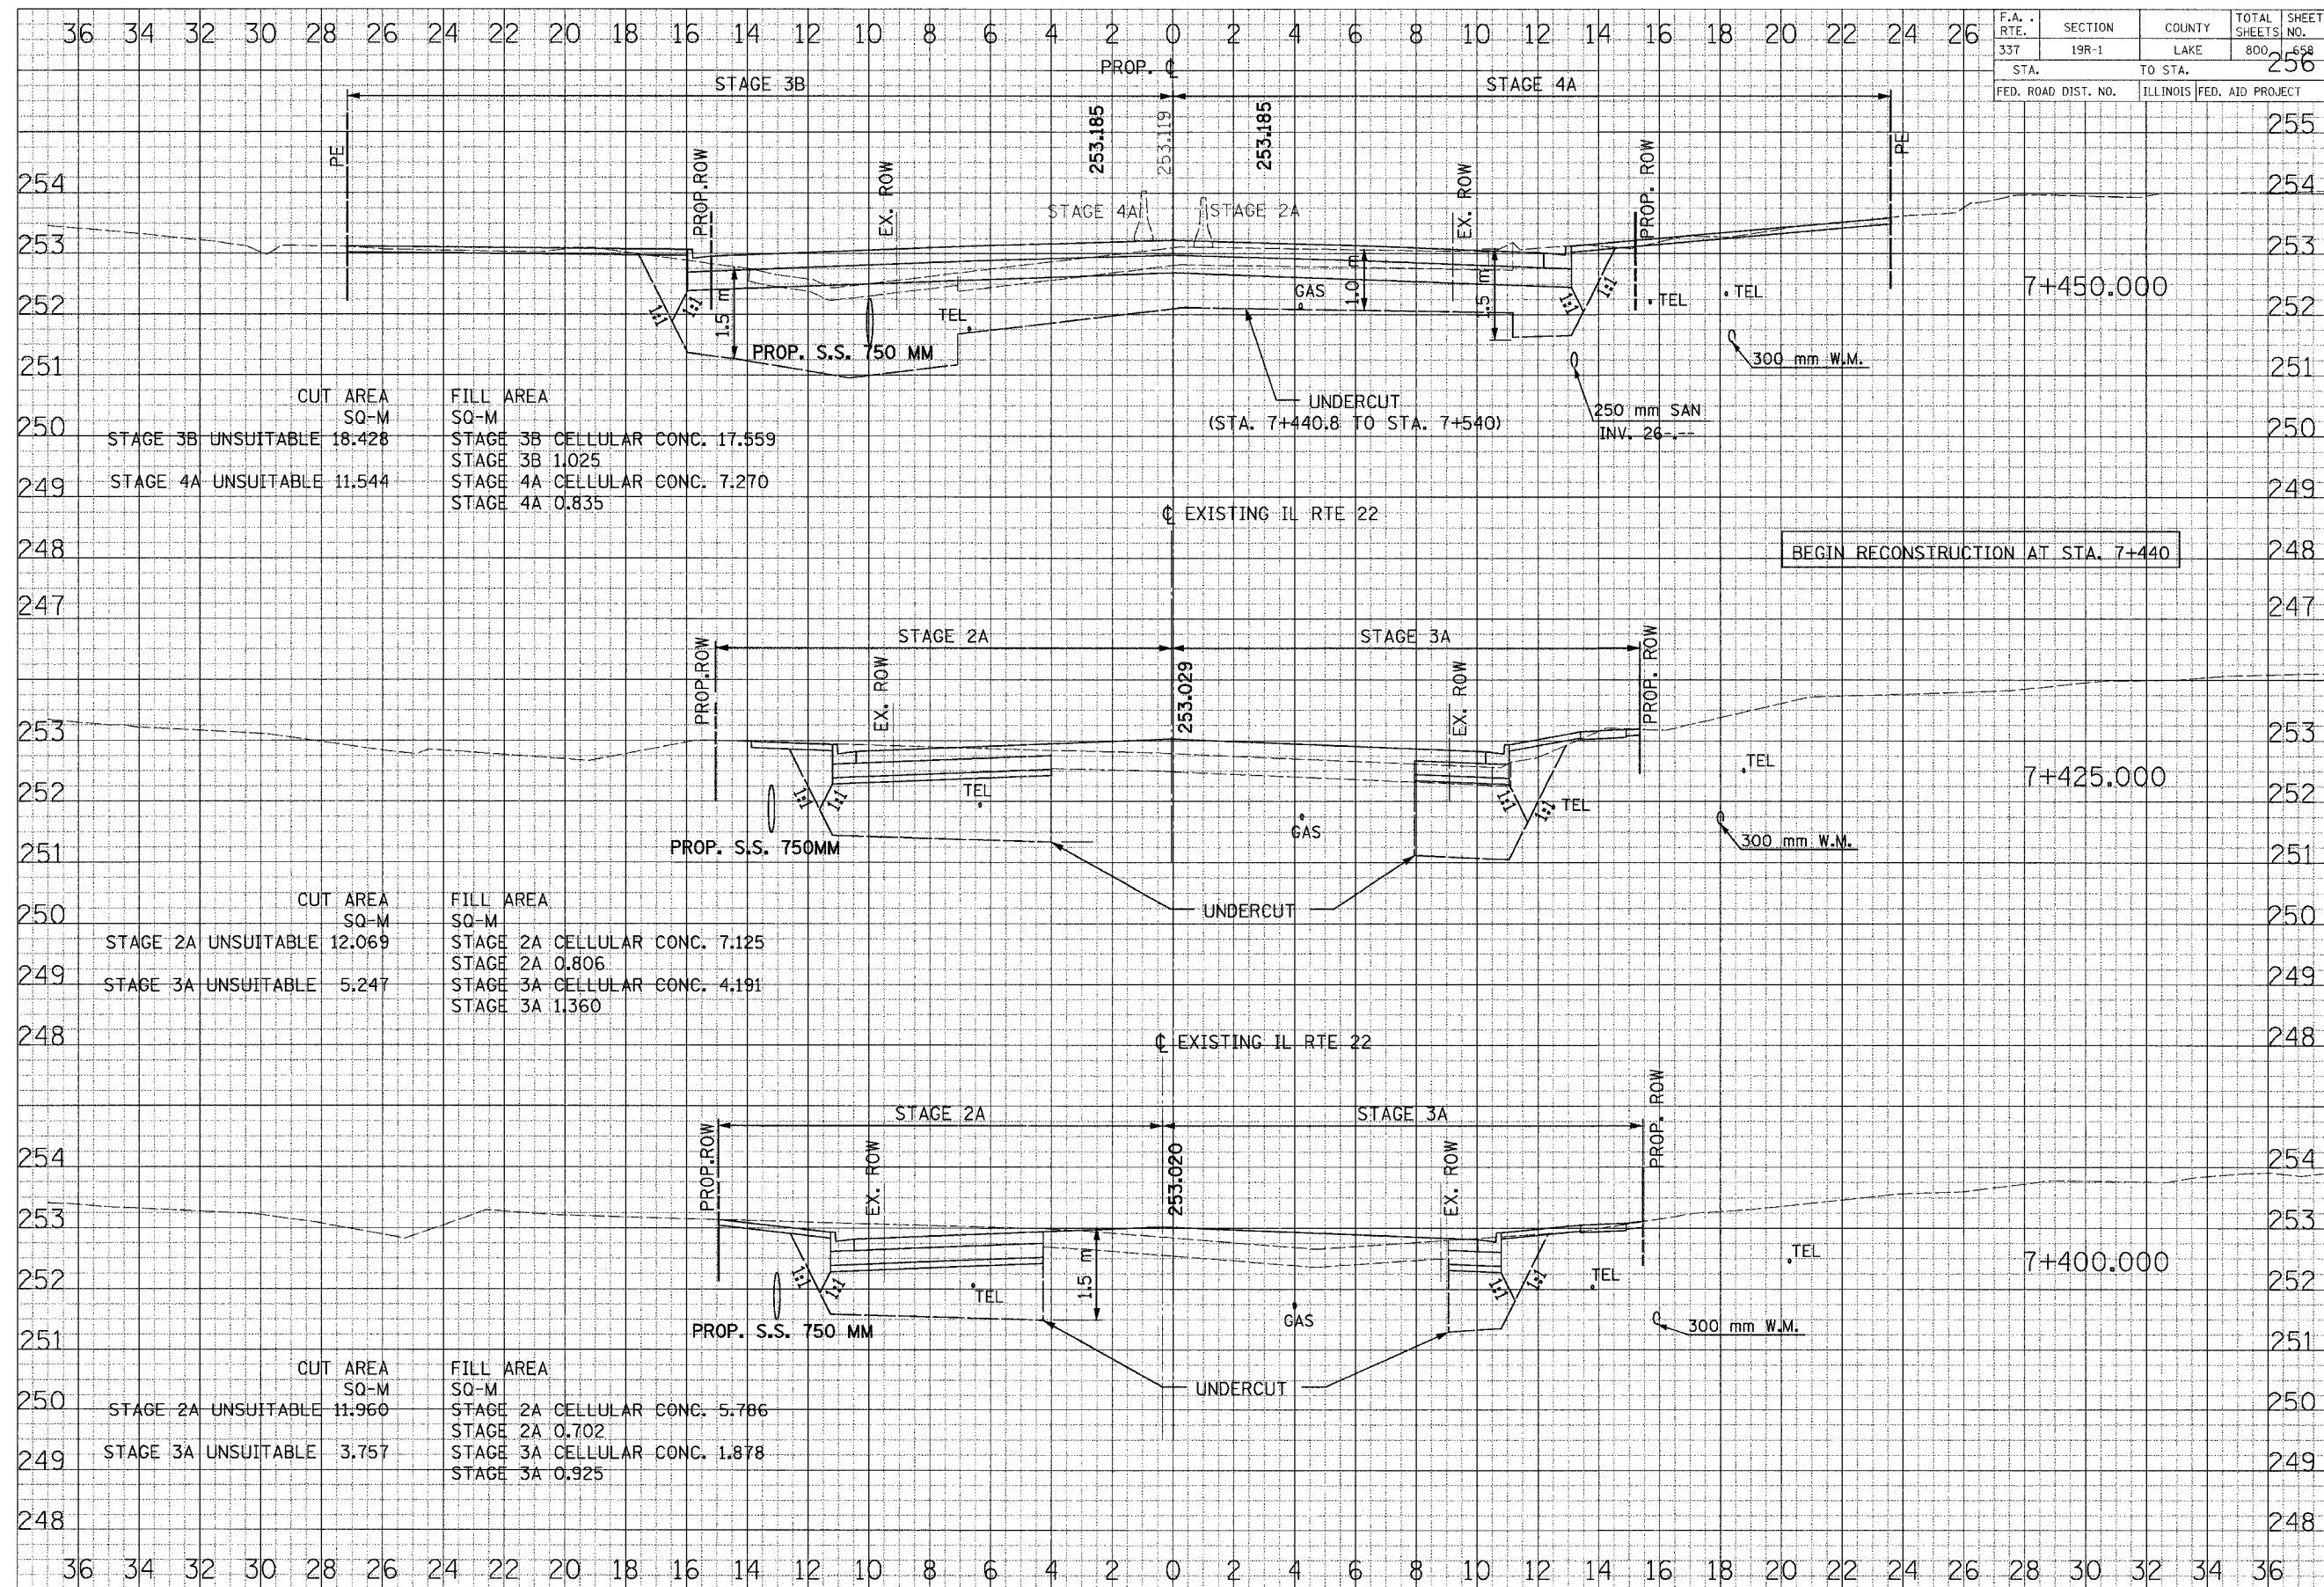 36 34 32 30 28 26 24 22 20 18 16 14 12 10 8 6 4 2 0 2 4 6 8 10 12 14 16 18 20 22 24 26
F.A. RTE. SECTION COUNTY TOTAL SHEETS SHEET NO.
337 19R-1 LAKE 800 658
STA. TO STA.
FED. ROAD DIST. NO. ILLINOIS FED. AID PROJECT
256
PROP. ℄
STAGE 3B STAGE 4A
253.185 253.119 253.185
255
PE PROP.ROW EX. ROW EX. ROW PROP. ROW PE
254 254
STAGE 4A STAGE 2A
253 253
7+450.000
1:1 1:1 1.5 m 1.0 m 1.5 m 1:1 1:1
GAS TEL TEL
252 252
TEL
PROP. S.S. 750 MM
300 mm W.M.
251 251
CUT AREA FILL AREA
SQ-M SQ-M
UNDERCUT
(STA. 7+440.8 TO STA. 7+540)
250 mm SAN
INV. 26-.--
250 250
STAGE 3B UNSUITABLE 18.428 STAGE 3B CELLULAR CONC. 17.559
STAGE 3B 1.025
STAGE 4A UNSUITABLE 11.544 STAGE 4A CELLULAR CONC. 7.270
249 249
STAGE 4A 0.835
℄ EXISTING IL RTE 22
248 248
BEGIN RECONSTRUCTION AT STA. 7+440
247 247
STAGE 2A STAGE 3A
PROP.ROW EX. ROW 253.029 EX. ROW PROP. ROW
253 253
TEL
7+425.000
252 252
1:1 1:1 TEL 1:1 1:1 TEL
GAS
PROP. S.S. 750MM
300 mm W.M.
251 251
CUT AREA FILL AREA
UNDERCUT
250 250
SQ-M SQ-M
STAGE 2A UNSUITABLE 12.069 STAGE 2A CELLULAR CONC. 7.125
STAGE 2A 0.806
249 249
STAGE 3A UNSUITABLE 5.247 STAGE 3A CELLULAR CONC. 4.191
STAGE 3A 1.360
248 248
℄ EXISTING IL RTE 22
STAGE 2A STAGE 3A
PROP.ROW EX. ROW 253.020 EX. ROW PROP. ROW
254 254
253 253
TEL
7+400.000
252 252
1:1 1:1 TEL 1.5 m 1:1 1:1 TEL
GAS
PROP. S.S. 750 MM
300 mm W.M.
251 251
CUT AREA FILL AREA
SQ-M SQ-M
UNDERCUT
250 250
STAGE 2A UNSUITABLE 11.960 STAGE 2A CELLULAR CONC. 5.786
STAGE 2A 0.702
STAGE 3A UNSUITABLE 3.757 STAGE 3A CELLULAR CONC. 1.878
249 249
STAGE 3A 0.925
248 248
36 34 32 30 28 26 24 22 20 18 16 14 12 10 8 6 4 2 0 2 4 6 8 10 12 14 16 18 20 22 24 26 28 30 32 34 36